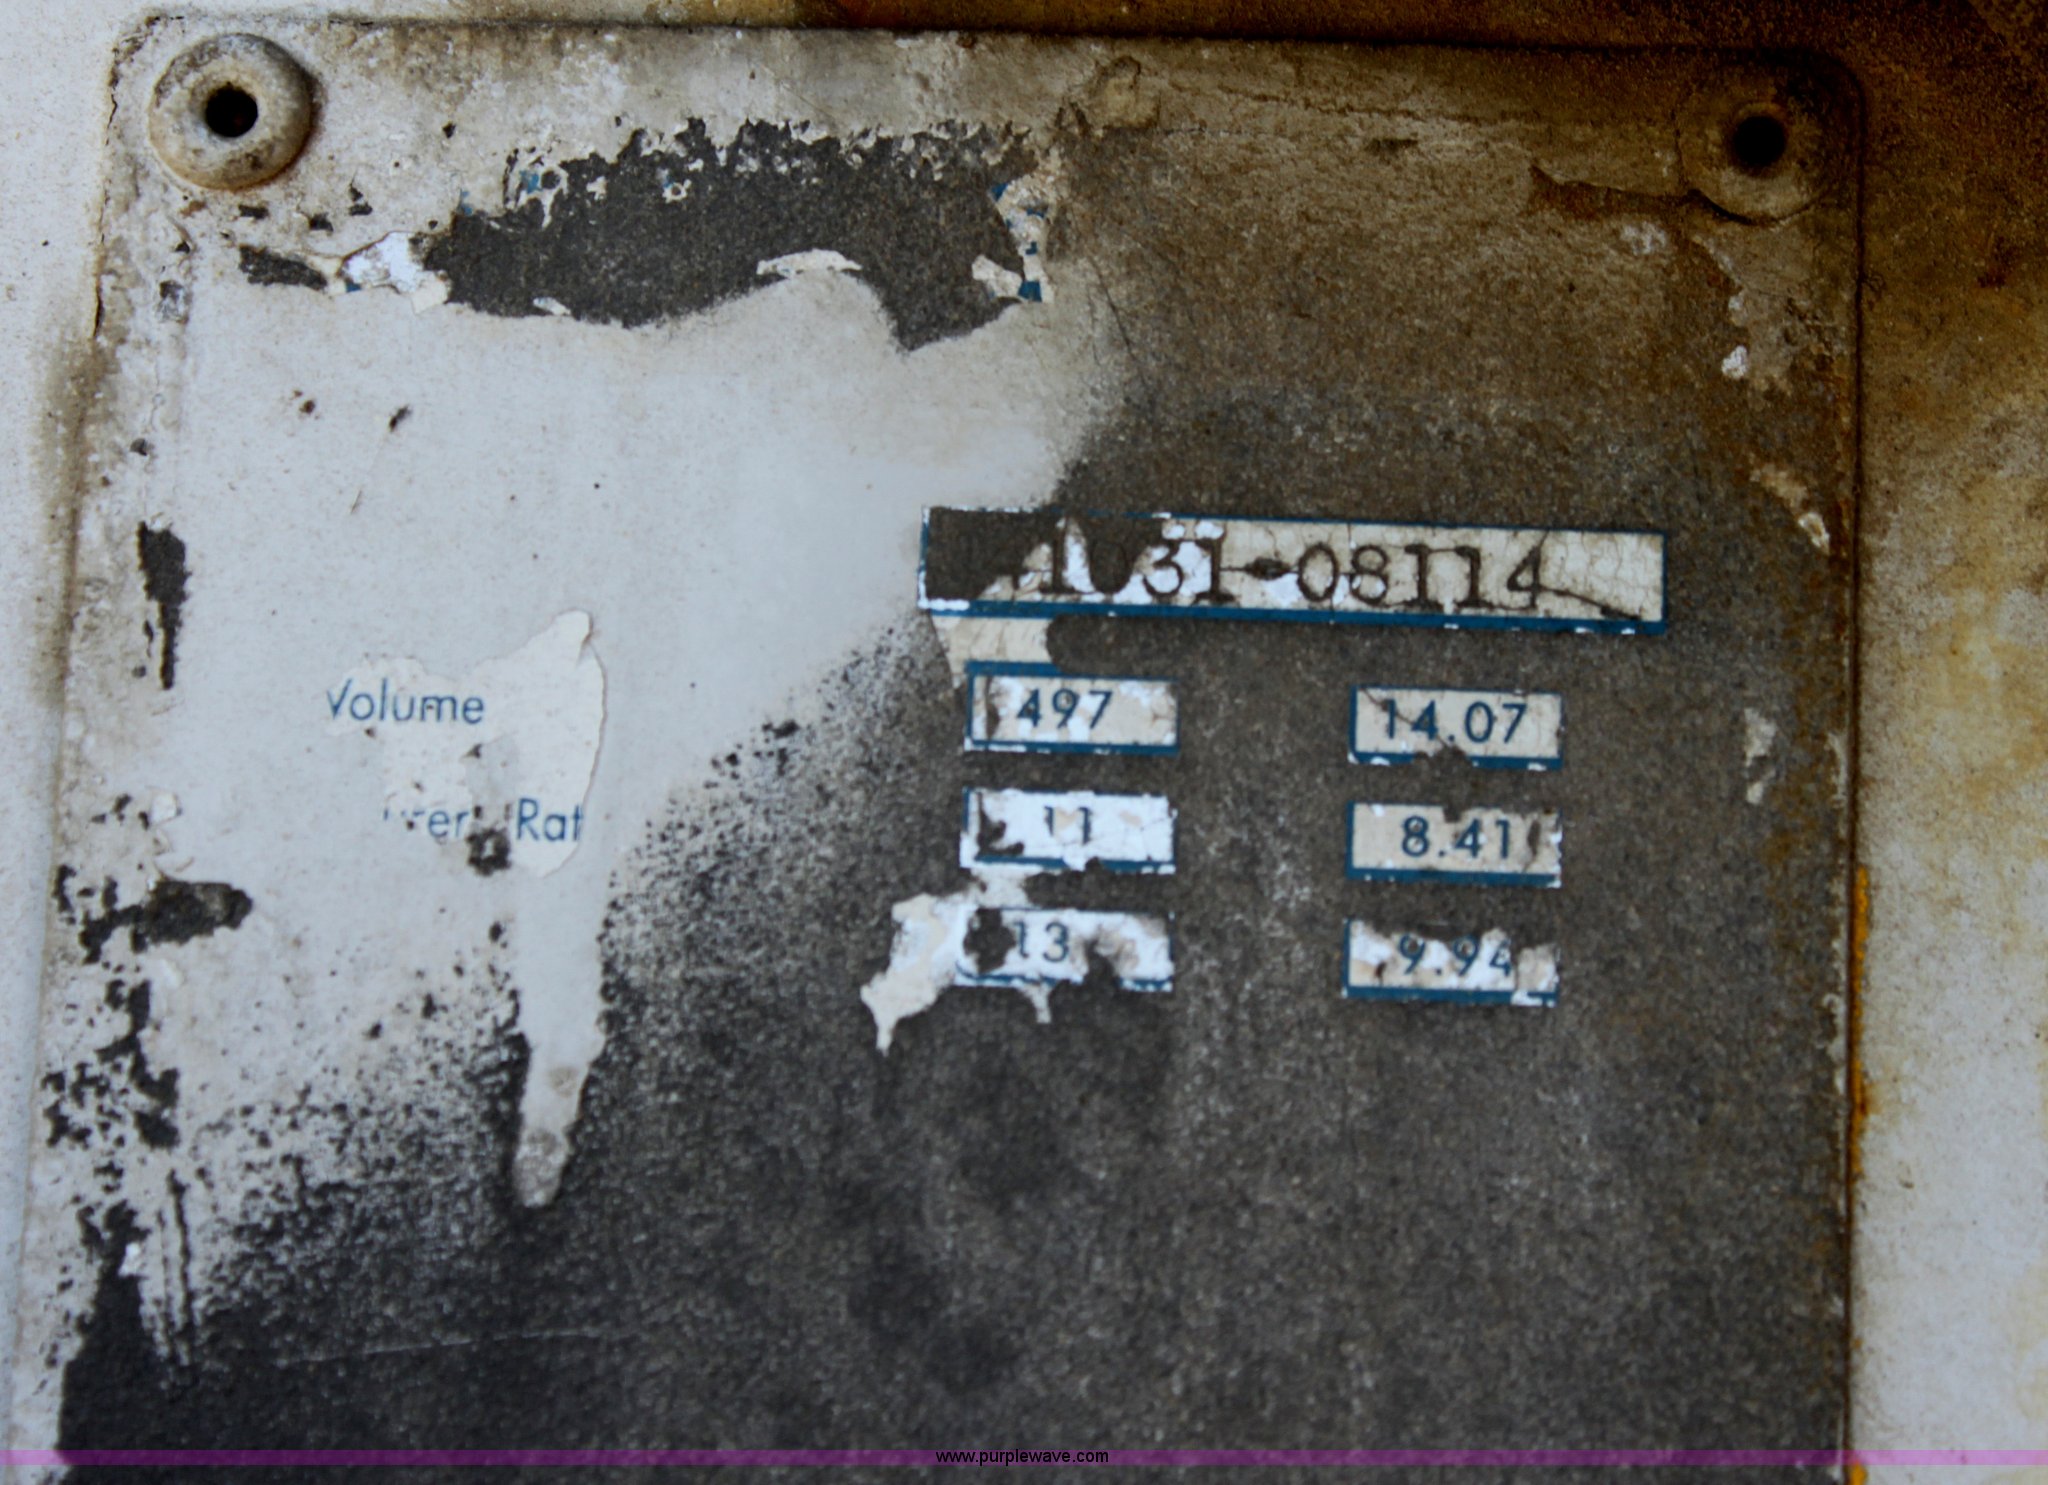 1031-08114
Volume 497 14.07
Rat 11 8.41
13 9.94
www.purplewave.com